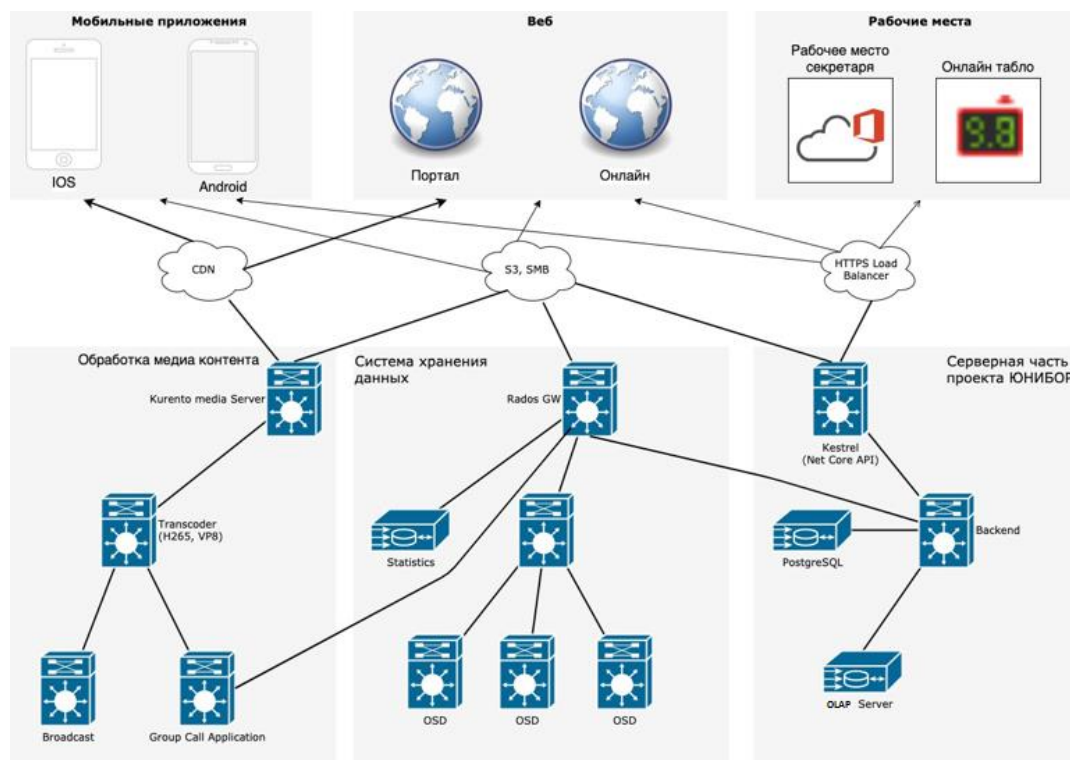 Мобильные приложения
Веб
Рабочие места
Рабочее место
секретаря
Онлайн табло
9.8
IOS
Android
Портал
Онлайн
CDN
S3, SMB
HTTPS Load
Balancer
Обработка медиа контента
Система хранения
данных
Серверная часть
проекта ЮНИБОР
Kurento media Server
Rados GW
Kestrel
(Net Core API)
Transcoder
(H265, VP8)
Statistics
PostgreSQL
Backend
Broadcast
Group Call Application
OSD
OSD
OSD
OLAP Server